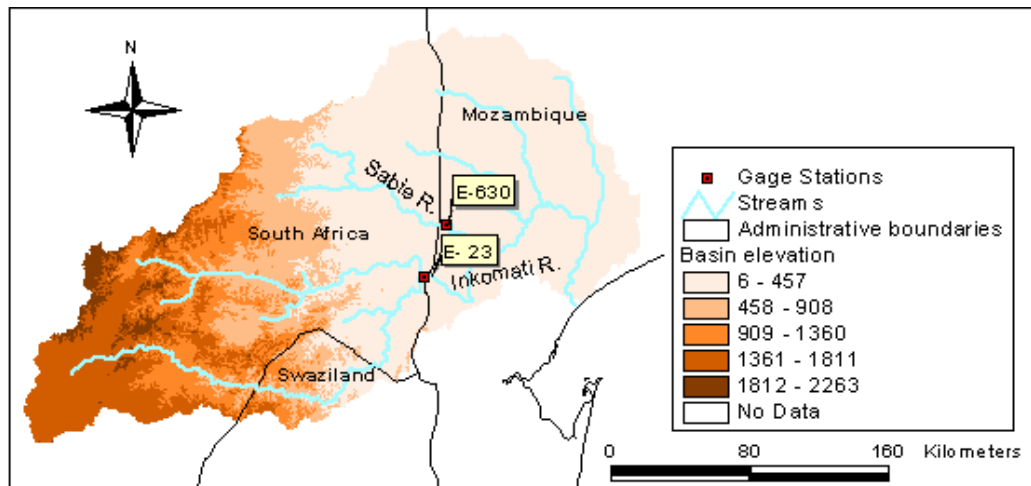 N
Mozambique
Sabie R.
E-630
South Africa
E- 23
Inkomati R.
Swaziland
Gage Stations
Streams
Administrative boundaries
Basin elevation
6 - 457
458 - 908
909 - 1360
1361 - 1811
1812 - 2263
No Data
0 80 160 Kilometers